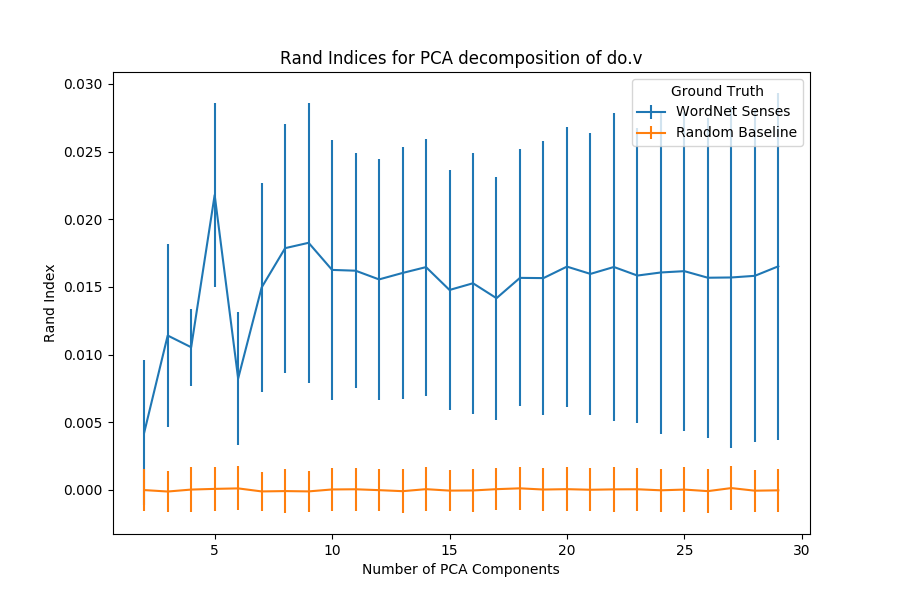 Rand Indices for PCA decomposition of do.v
Ground Truth
WordNet Senses
Random Baseline
Rand Index
0.030
0.025
0.020
0.015
0.010
0.005
0.000
5 10 15 20 25 30
Number of PCA Components